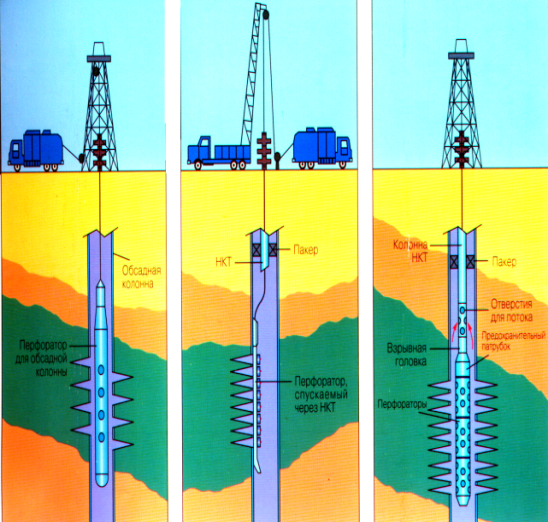 Обсадная
колонна
Перфоратор
для обсадной
колонны
НКТ
Пакер
Перфоратор,
спускаемый
через НКТ
Колонна
НКТ
Пакер
Отверстия
для потока
Предохранительный
патрубок
Взрывная
головка
Перфораторы